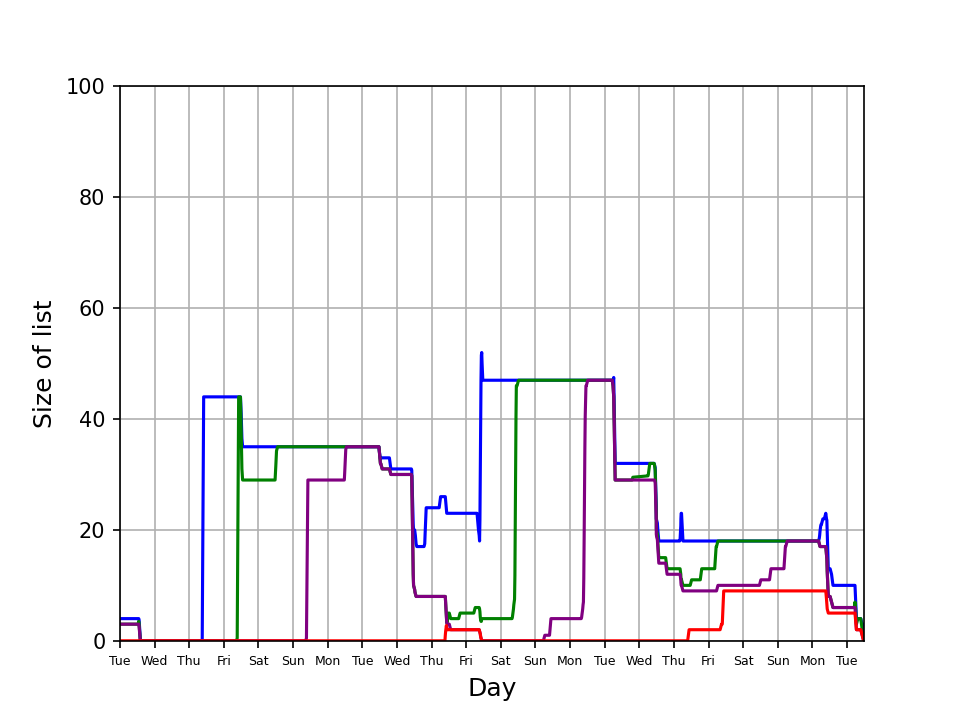 100
80
60
40
20
0
Size of list
Tue Wed Thu Fri Sat Sun Mon Tue Wed Thu Fri Sat Sun Mon Tue Wed Thu Fri Sat Sun Mon Tue
Day